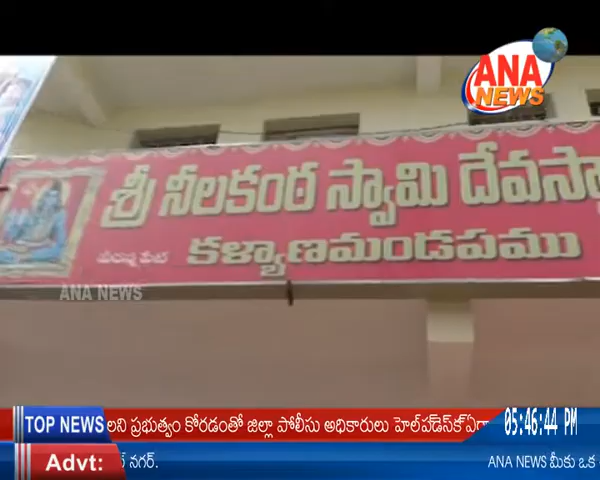 ANA
NEWS
శ్రీ నీలకంఠ స్వామి దేవస్థా
కళ్యాణమండపము
ANA NEWS
TOP NEWS లని ప్రభుత్వం కోరడంతో జిల్లా పోలీసు అధికారులు హెల్ప్‌డెస్క్ ఏర్పా 05:46:44 PM
Advt: నగర్. ANA NEWS మీకు ఒక